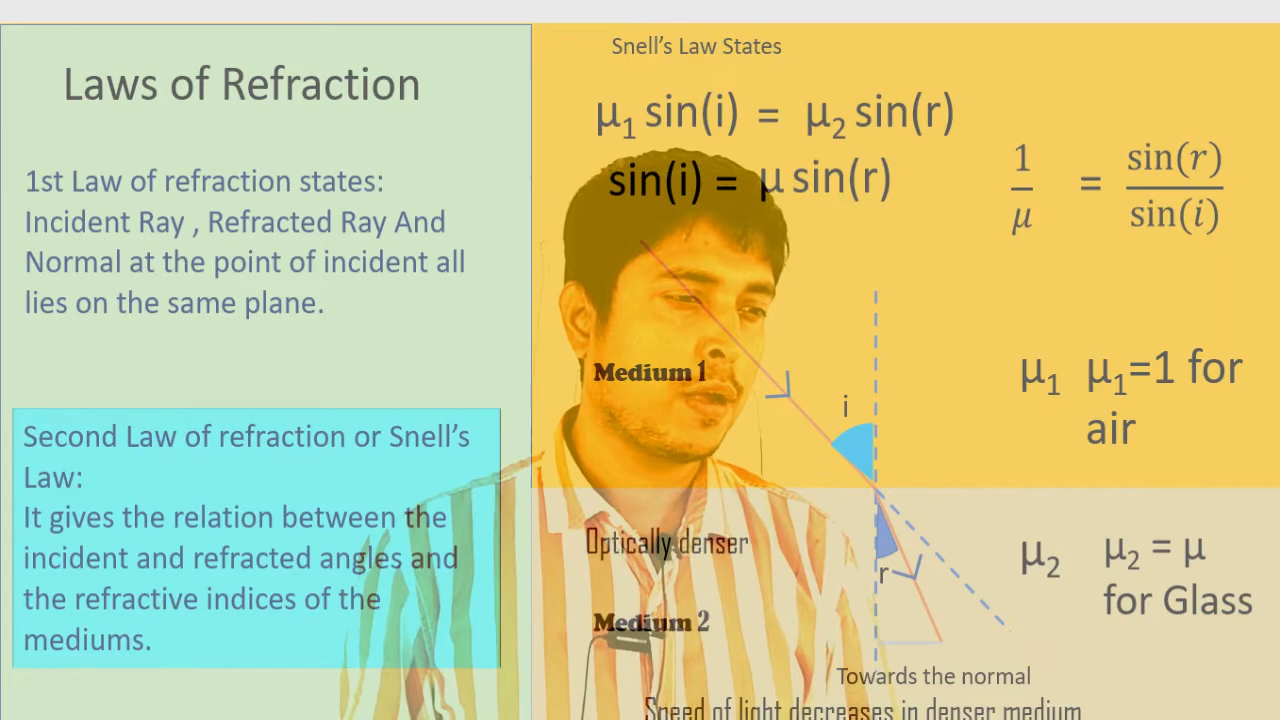 Laws of Refraction
1st Law of refraction states:
Incident Ray , Refracted Ray And
Normal at the point of incident all
lies on the same plane.
Second Law of refraction or Snell's
Law:
It gives the relation between the
incident and refracted angles and
the refractive indices of the
mediums.
Snell's Law States
μ₁ sin(i) = μ₂ sin(r)
sin(i) = μ sin(r)
1/μ = sin(r)/sin(i)
Medium 1
i
μ₁ μ₁=1 for
air
Optically denser
r
μ₂ μ₂ = μ
for Glass
Medium 2
Towards the normal
Speed of light decreases in denser medium